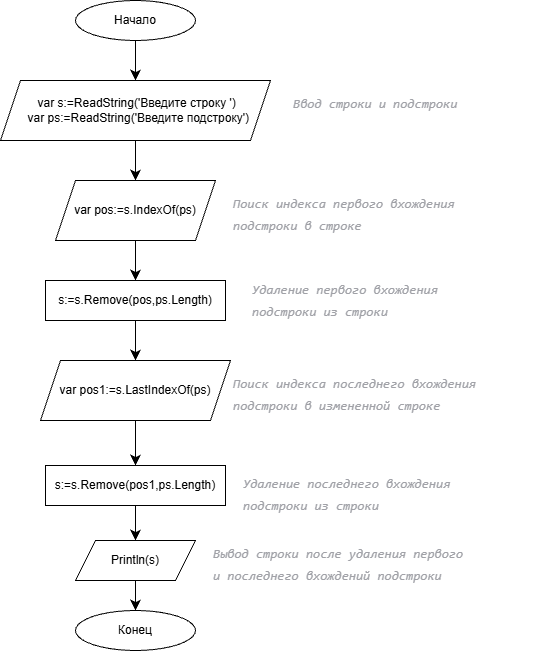 Начало
var s:=ReadString('Введите строку ')
var ps:=ReadString('Введите подстроку')
Ввод строки и подстроки
var pos:=s.IndexOf(ps)
Поиск индекса первого вхождения
подстроки в строке
s:=s.Remove(pos,ps.Length)
Удаление первого вхождения
подстроки из строки
var pos1:=s.LastIndexOf(ps)
Поиск индекса последнего вхождения
подстроки в измененной строке
s:=s.Remove(pos1,ps.Length)
Удаление последнего вхождения
подстроки из строки
Println(s)
Вывод строки после удаления первого
и последнего вхождений подстроки
Конец